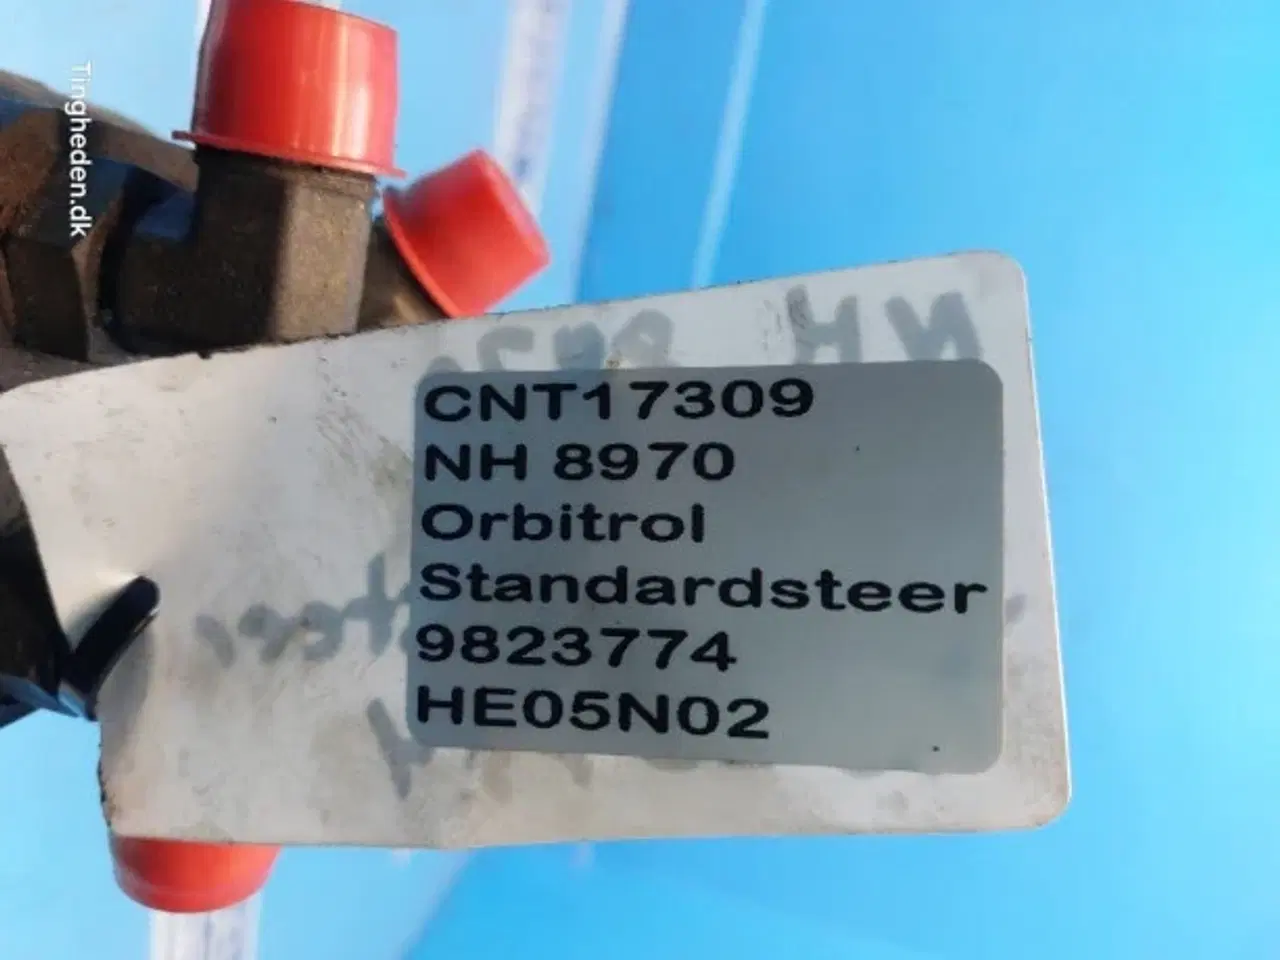 Tingheden.dk
CNT17309
NH 8970
Orbitrol
Standardsteer
9823774
HE05N02